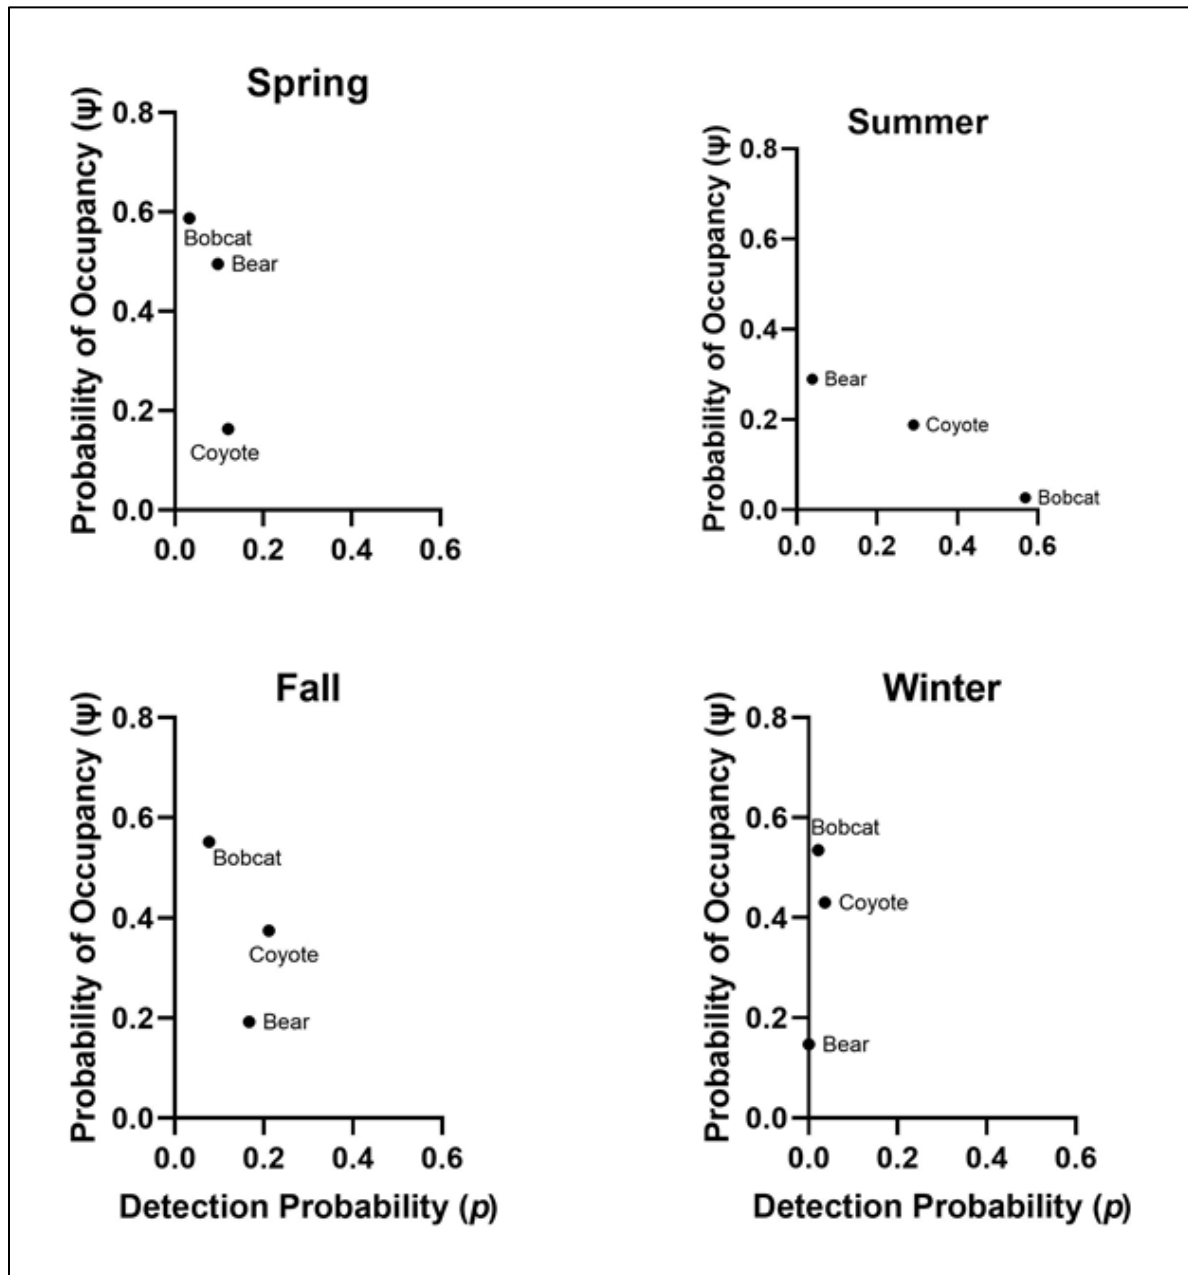 Spring
Probability of Occupancy (ψ)
0.8
0.6
Bobcat
Bear
0.4
0.2
Coyote
0.0
0.0 0.2 0.4 0.6
Summer
Probability of Occupancy (ψ)
0.8
0.6
0.4
Bear
0.2
Coyote
Bobcat
0.0
0.0 0.2 0.4 0.6
Fall
Probability of Occupancy (ψ)
0.8
0.6
Bobcat
0.4
Coyote
0.2
Bear
0.0
0.0 0.2 0.4 0.6
Detection Probability (p)
Winter
Probability of Occupancy (ψ)
0.8
0.6
Bobcat
Coyote
0.4
0.2
Bear
0.0
0.0 0.2 0.4 0.6
Detection Probability (p)